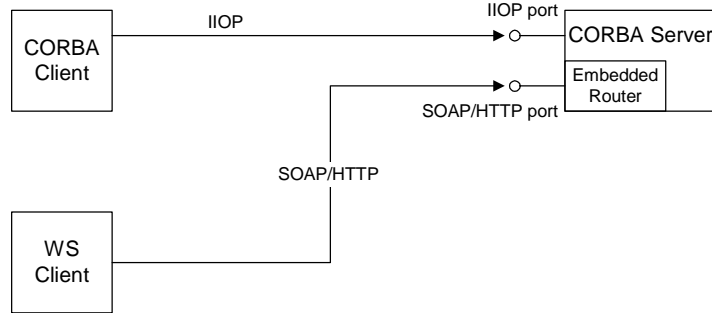 IIOP
IIOP port
CORBA
Client
CORBA Server
Embedded
Router
SOAP/HTTP port
SOAP/HTTP
WS
Client